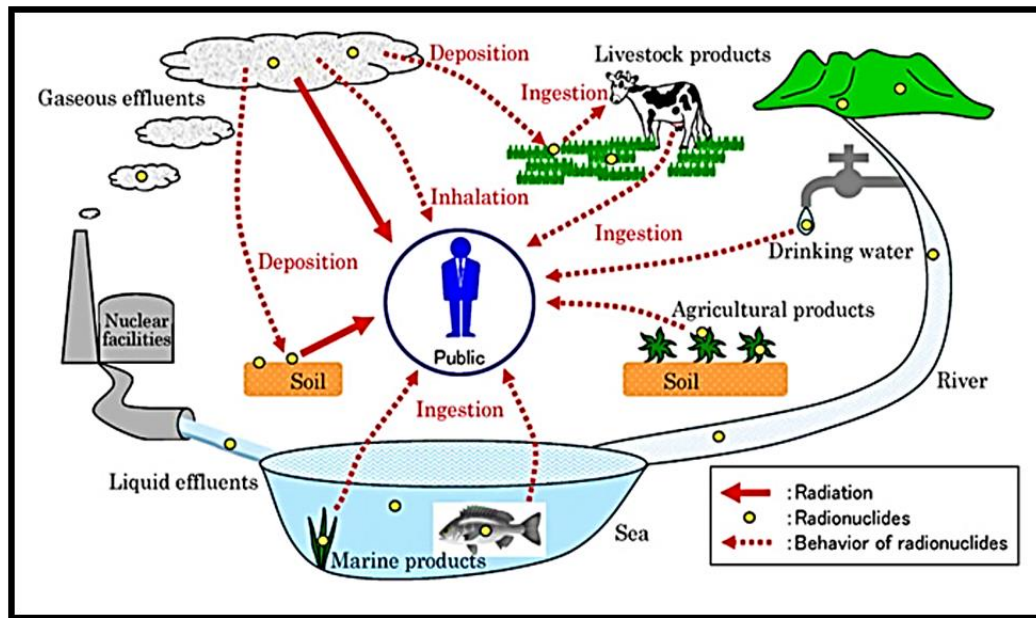 Deposition
Livestock products
Ingestion
Gaseous effluents
Inhalation
Ingestion
Deposition
Drinking water
Nuclear
facilities
Agricultural products
Public
Soil
Soil
River
Ingestion
Liquid effluents
Sea
Marine products
:Radiation
:Radionuclides
:Behavior of radionuclides